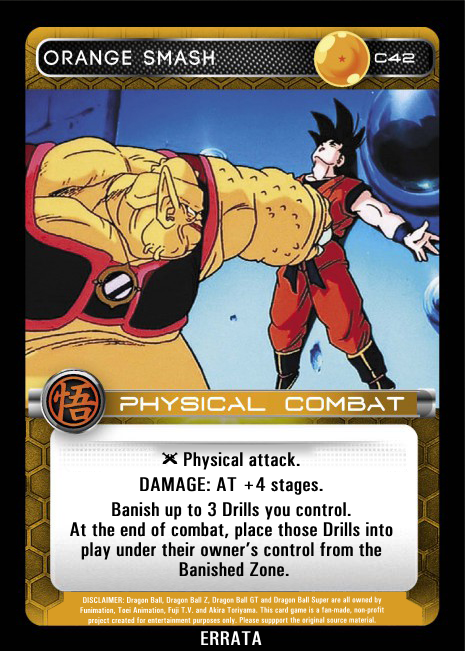 ORANGE SMASH
C42
悟
PHYSICAL COMBAT
Physical attack.
DAMAGE: AT +4 stages.
Banish up to 3 Drills you control.
At the end of combat, place those Drills into
play under their owner's control from the
Banished Zone.
DISCLAIMER: Dragon Ball, Dragon Ball Z, Dragon Ball GT and Dragon Ball Super are all owned by
Funimation, Toei Animation, Fuji T.V. and Akira Toriyama. This card game is a fan-made, non-profit
project created for entertainment purposes only. Please suppport the original source material.
ERRATA